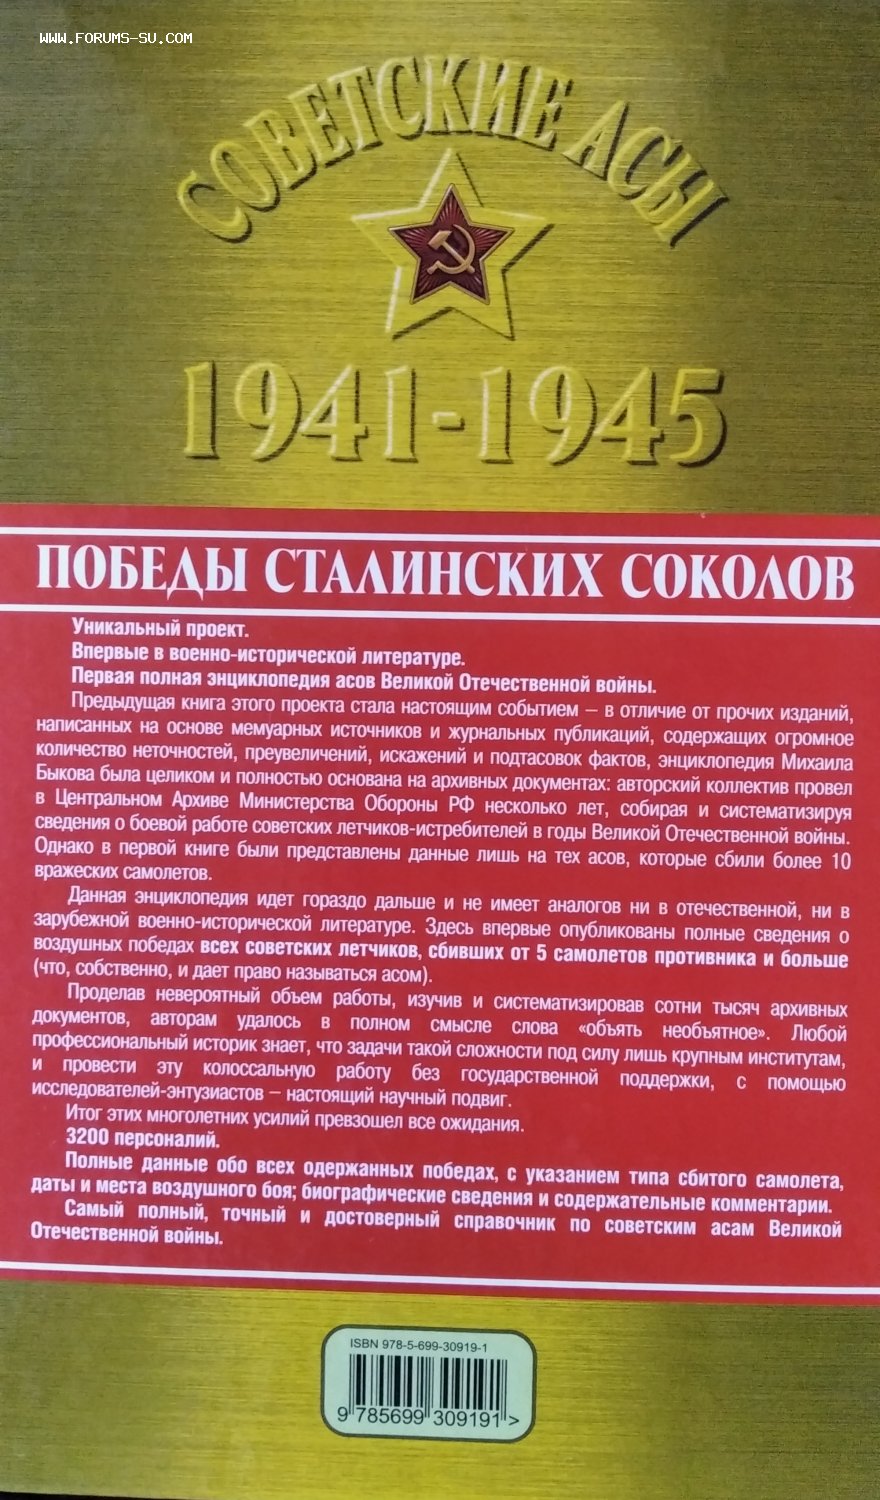 WWW.FORUMS-SU.COM
СОВЕТСКИЕ АСЫ
1941-1945
ПОБЕДЫ СТАЛИНСКИХ СОКОЛОВ
Уникальный проект.
Впервые в военно-исторической литературе.
Первая полная энциклопедия асов Великой Отечественной войны.
Предыдущая книга этого проекта стала настоящим событием – в отличие от прочих изданий,
написанных на основе мемуарных источников и журнальных публикаций, содержащих огромное
количество неточностей, преувеличений, искажений и подтасовок фактов, энциклопедия Михаила
Быкова была целиком и полностью основана на архивных документах: авторский коллектив провел
в Центральном Архиве Министерства Обороны РФ несколько лет, собирая и систематизируя
сведения о боевой работе советских летчиков-истребителей в годы Великой Отечественной войны.
Однако в первой книге были представлены данные лишь на тех асов, которые сбили более 10
вражеских самолетов.
Данная энциклопедия идет гораздо дальше и не имеет аналогов ни в отечественной, ни в
зарубежной военно-исторической литературе. Здесь впервые опубликованы полные сведения о
воздушных победах всех советских летчиков, сбивших от 5 самолетов противника и больше
(что, собственно, и дает право называться асом).
Проделав невероятный объем работы, изучив и систематизировав сотни тысяч архивных
документов, авторам удалось в полном смысле слова «объять необъятное». Любой
профессиональный историк знает, что задачи такой сложности под силу лишь крупным институтам,
и провести эту колоссальную работу без государственной поддержки, с помощью
исследователей-энтузиастов – настоящий научный подвиг.
Итог этих многолетних усилий превзошел все ожидания.
3200 персоналий.
Полные данные обо всех одержанных победах, с указанием типа сбитого самолета,
даты и места воздушного боя; биографические сведения и содержательные комментарии.
Самый полный, точный и достоверный справочник по советским асам Великой
Отечественной войны.
ISBN 978-5-699-30919-1
9 785699 309191 >